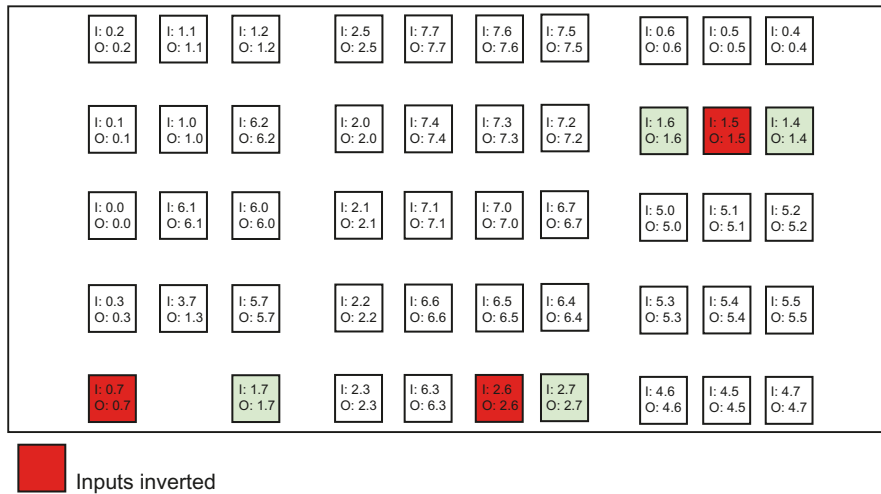 I: 0.2 I: 1.1 I: 1.2 I: 2.5 I: 7.7 I: 7.6 I: 7.5 I: 0.6 I: 0.5 I: 0.4
O: 0.2 O: 1.1 O: 1.2 O: 2.5 O: 7.7 O: 7.6 O: 7.5 O: 0.6 O: 0.5 O: 0.4
I: 0.1 I: 1.0 I: 6.2 I: 2.0 I: 7.4 I: 7.3 I: 7.2 I: 1.6 I: 1.5 I: 1.4
O: 0.1 O: 1.0 O: 6.2 O: 2.0 O: 7.4 O: 7.3 O: 7.2 O: 1.6 O: 1.5 O: 1.4
I: 0.0 I: 6.1 I: 6.0 I: 2.1 I: 7.1 I: 7.0 I: 6.7 I: 5.0 I: 5.1 I: 5.2
O: 0.0 O: 6.1 O: 6.0 O: 2.1 O: 7.1 O: 7.0 O: 6.7 O: 5.0 O: 5.1 O: 5.2
I: 0.3 I: 3.7 I: 5.7 I: 2.2 I: 6.6 I: 6.5 I: 6.4 I: 5.3 I: 5.4 I: 5.5
O: 0.3 O: 1.3 O: 5.7 O: 2.2 O: 6.6 O: 6.5 O: 6.4 O: 5.3 O: 5.4 O: 5.5
I: 0.7 I: 1.7 I: 2.3 I: 6.3 I: 2.6 I: 2.7 I: 4.6 I: 4.5 I: 4.7
O: 0.7 O: 1.7 O: 2.3 O: 6.3 O: 2.6 O: 2.7 O: 4.6 O: 4.5 O: 4.7
Inputs inverted